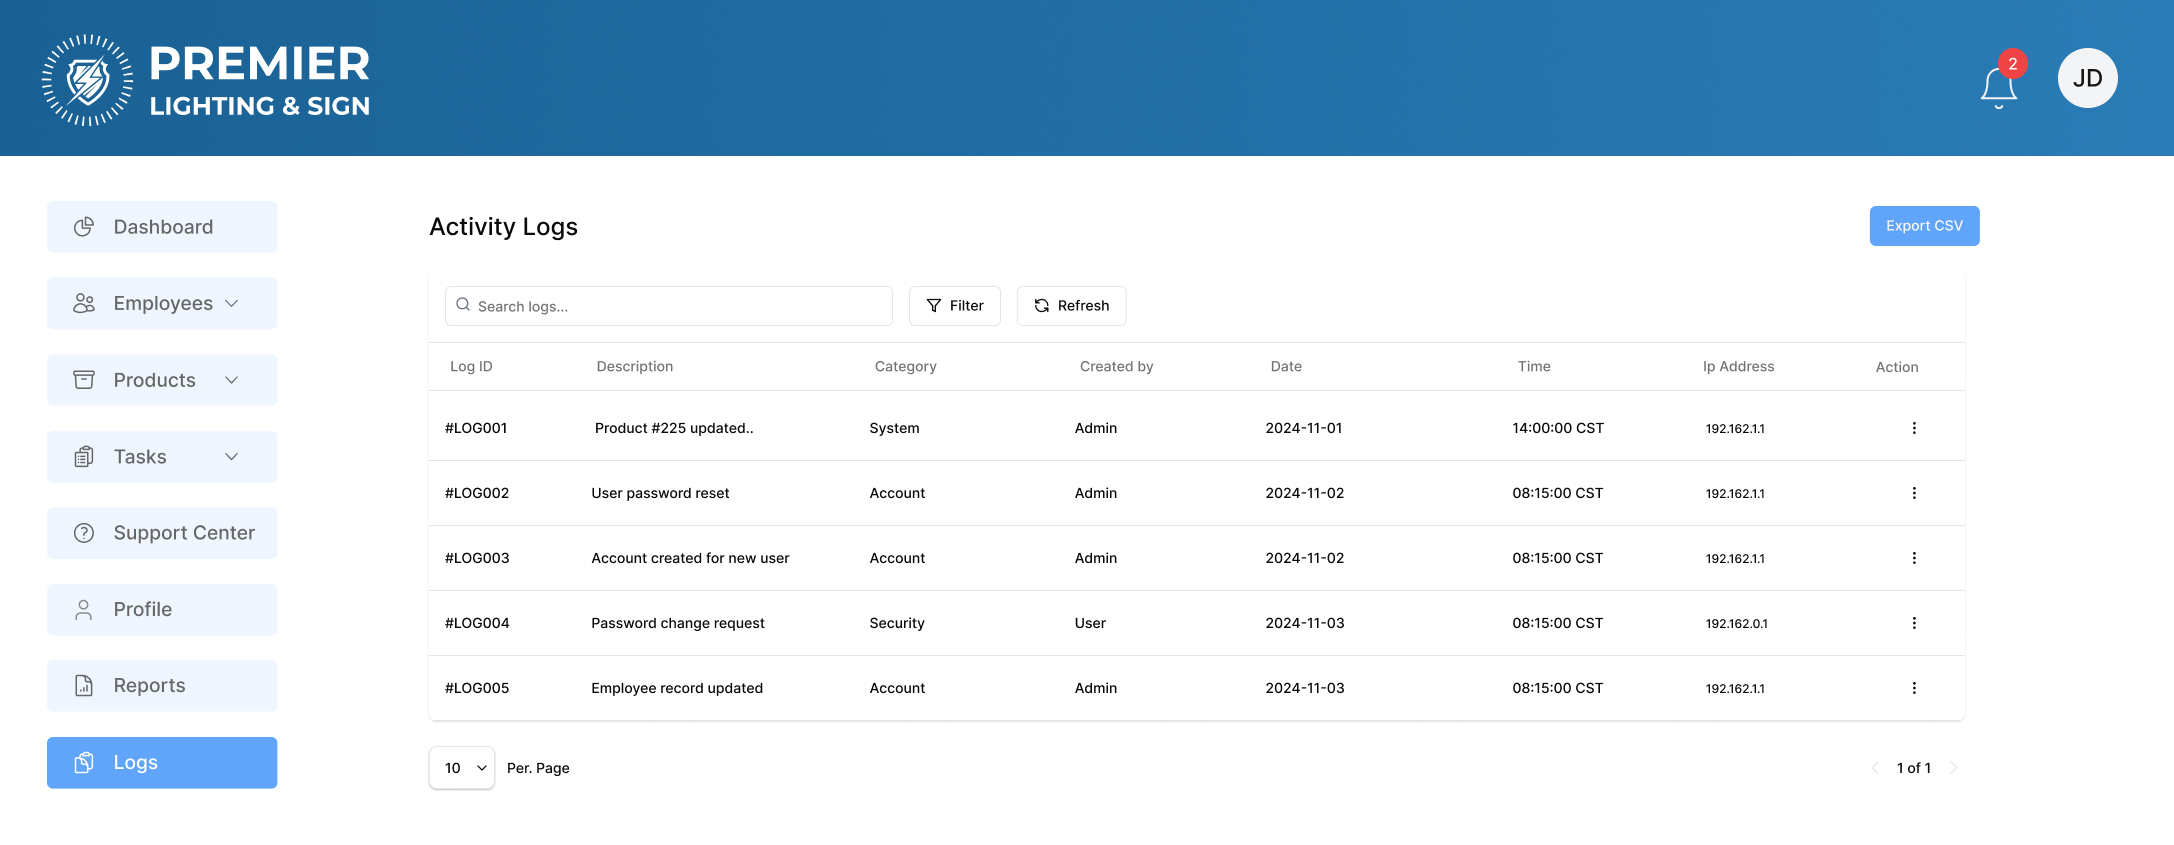 PREMIER
LIGHTING & SIGN
2
JD
Dashboard
Employees
Products
Tasks
Support Center
Profile
Reports
Logs
Activity Logs
Export CSV
Search logs...
Filter
Refresh
Log ID Description Category Created by Date Time Ip Address Action
#LOG001 Product #225 updated.. System Admin 2024-11-01 14:00:00 CST 192.162.1.1
#LOG002 User password reset Account Admin 2024-11-02 08:15:00 CST 192.162.1.1
#LOG003 Account created for new user Account Admin 2024-11-02 08:15:00 CST 192.162.1.1
#LOG004 Password change request Security User 2024-11-03 08:15:00 CST 192.162.0.1
#LOG005 Employee record updated Account Admin 2024-11-03 08:15:00 CST 192.162.1.1
10 Per. Page
1 of 1